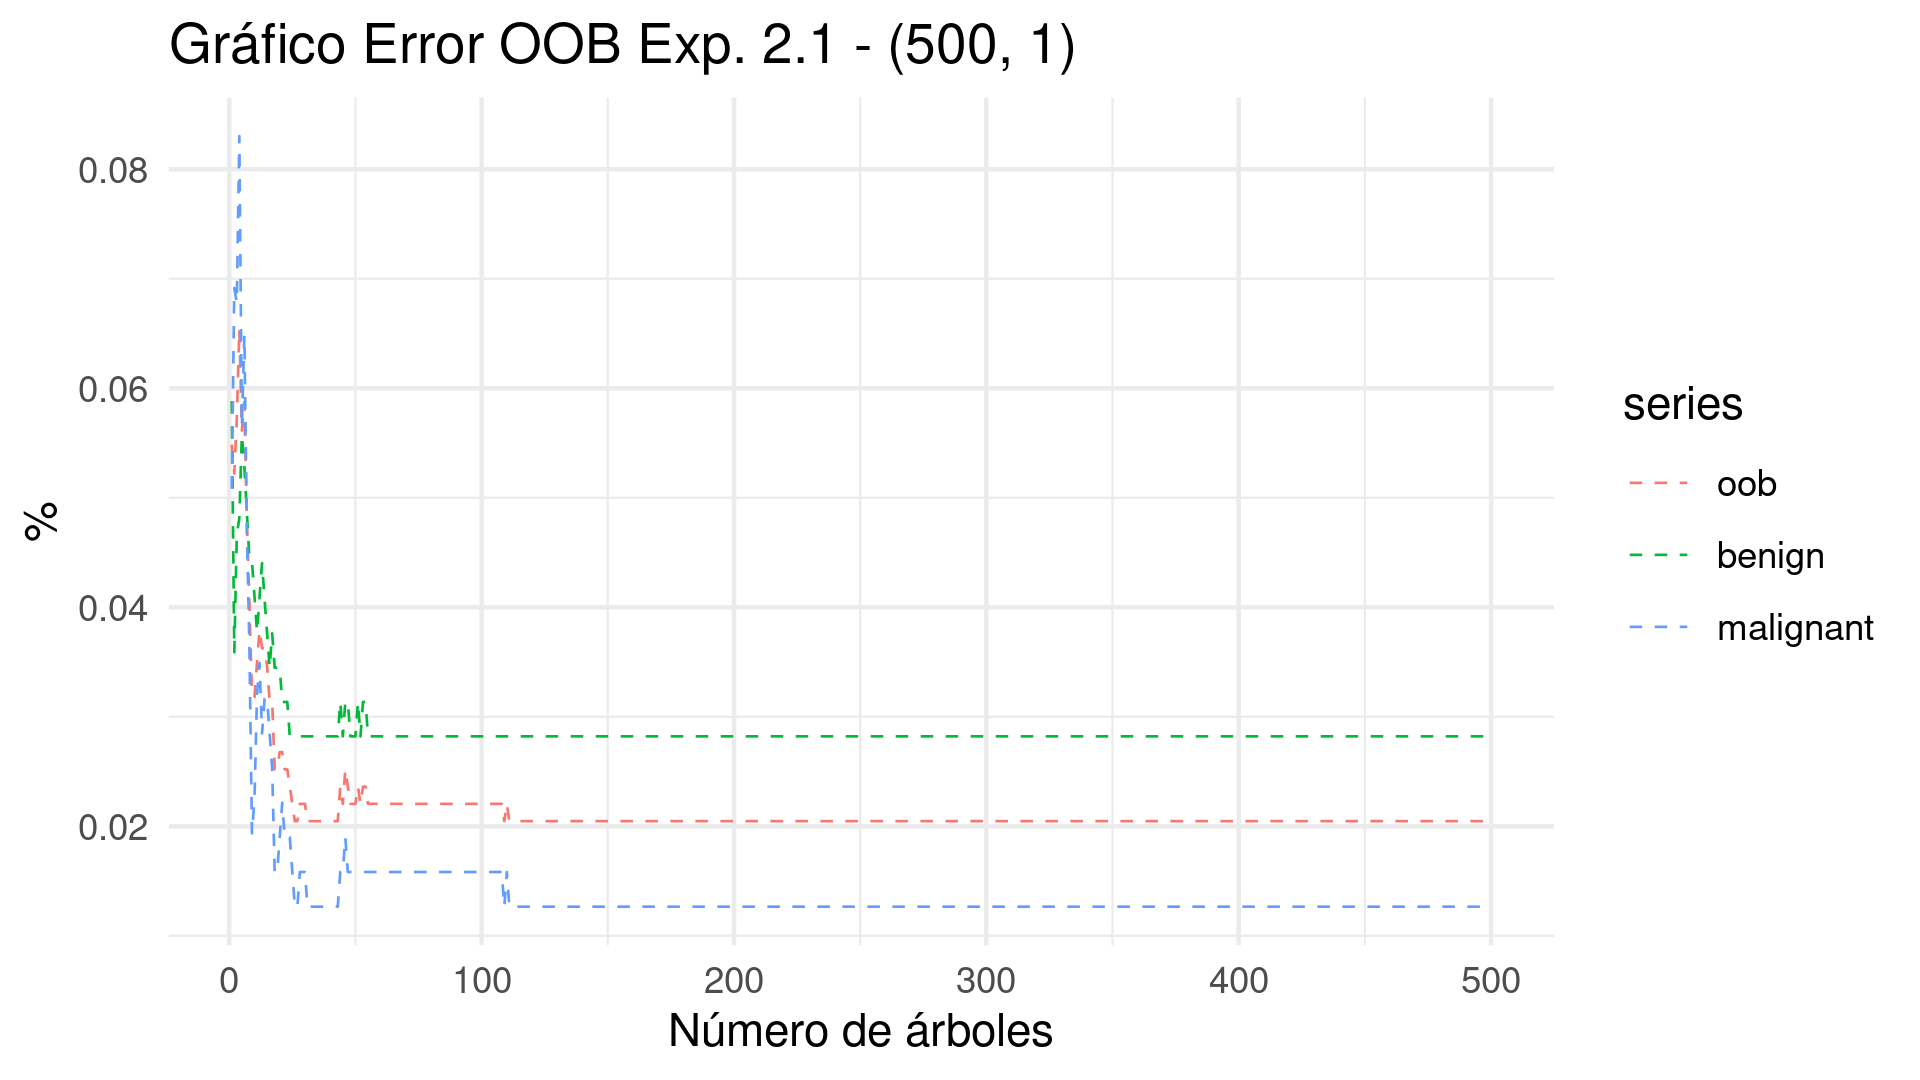 Gráfico Error OOB Exp. 2.1 - (500, 1)
0.08
0.06
0.04
0.02
%
0 100 200 300 400 500
Número de árboles
series
oob
benign
malignant